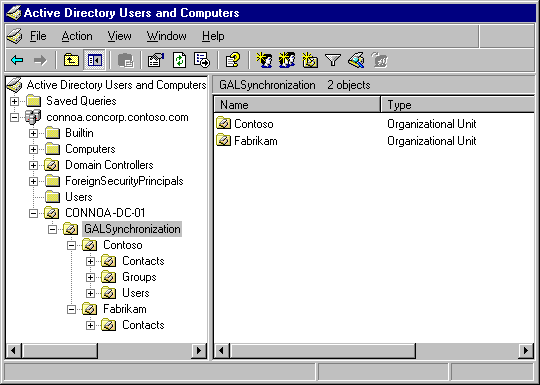 Active Directory Users and Computers
File Action View Window Help
Active Directory Users and Computers
Saved Queries
connoa.concorp.contoso.com
Builtin
Computers
Domain Controllers
ForeignSecurityPrincipals
Users
CONNOA-DC-01
GALSynchronization
Contoso
Contacts
Groups
Users
Fabrikam
Contacts
GALSynchronization 2 objects
Name Type
Contoso Organizational Unit
Fabrikam Organizational Unit